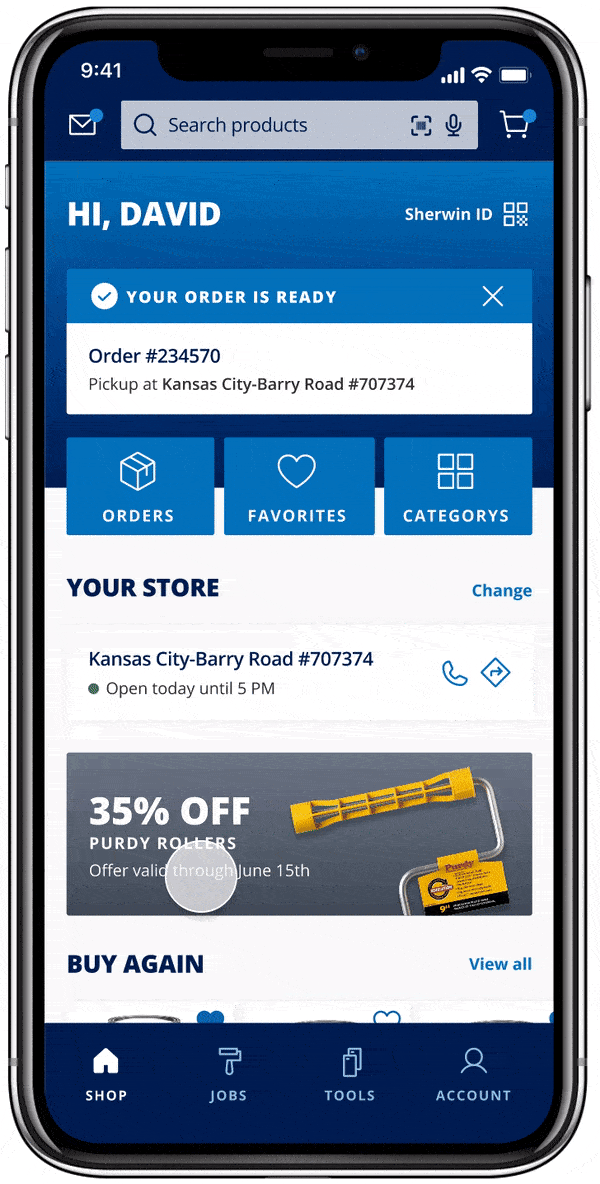 9:41
Search products
HI, DAVID
Sherwin ID
YOUR ORDER IS READY
Order #234570
Pickup at Kansas City-Barry Road #707374
ORDERS
FAVORITES
CATEGORYS
YOUR STORE
Change
Kansas City-Barry Road #707374
Open today until 5 PM
35% OFF
PURDY ROLLERS
Offer valid through June 15th
Purdy
9"
BUY AGAIN
View all
SHOP
JOBS
TOOLS
ACCOUNT